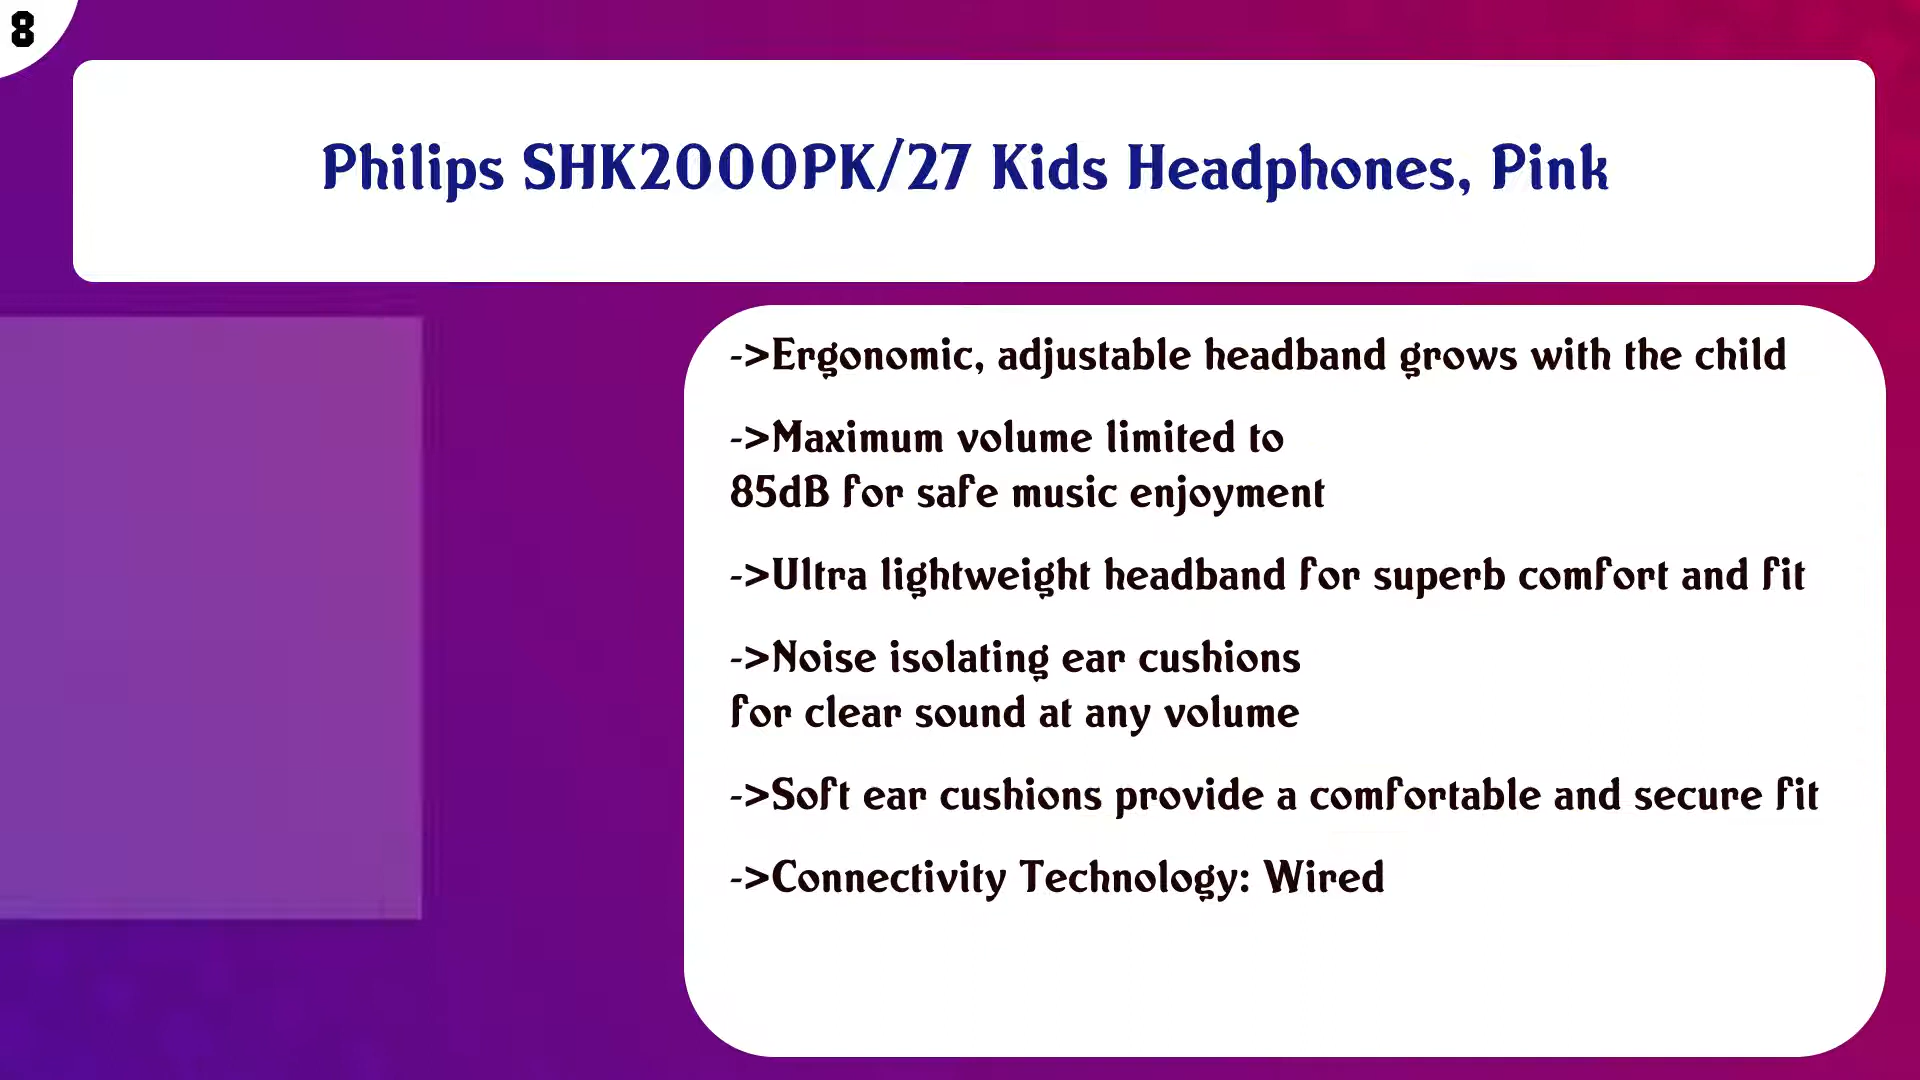 8
Philips SHK2000PK/27 Kids Headphones, Pink
->Ergonomic, adjustable headband grows with the child
->Maximum volume limited to
85dB for safe music enjoyment
->Ultra lightweight headband for superb comfort and fit
->Noise isolating ear cushions
for clear sound at any volume
->Soft ear cushions provide a comfortable and secure fit
->Connectivity Technology: Wired